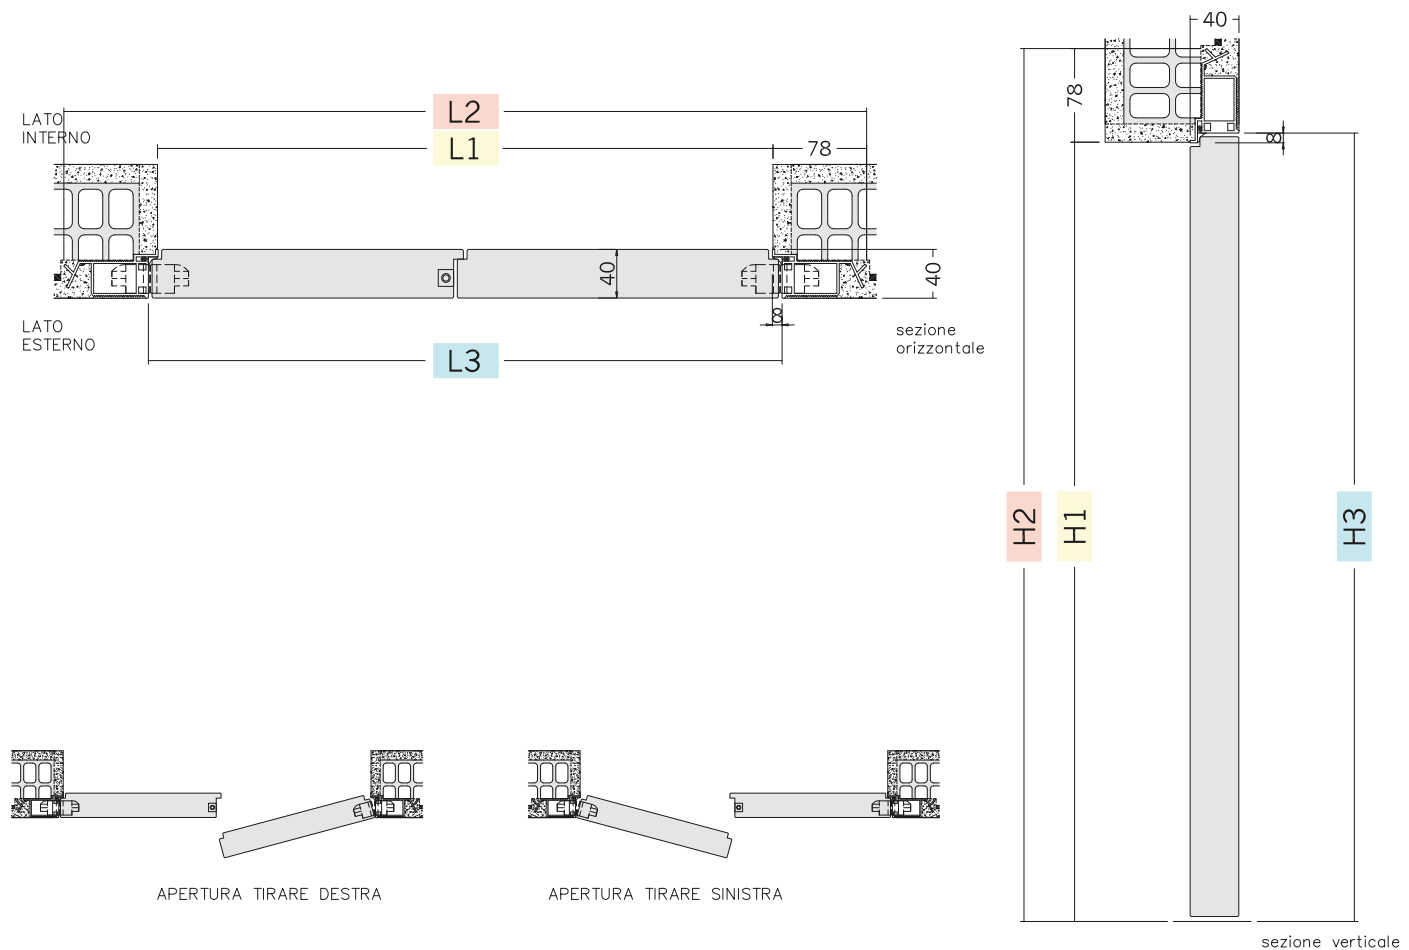 LATO
INTERNO
L2
L1
78
40
40
8
LATO
ESTERNO
L3
sezione
orizzontale
40
78
8
H2
H1
H3
APERTURA TIRARE DESTRA
APERTURA TIRARE SINISTRA
sezione verticale